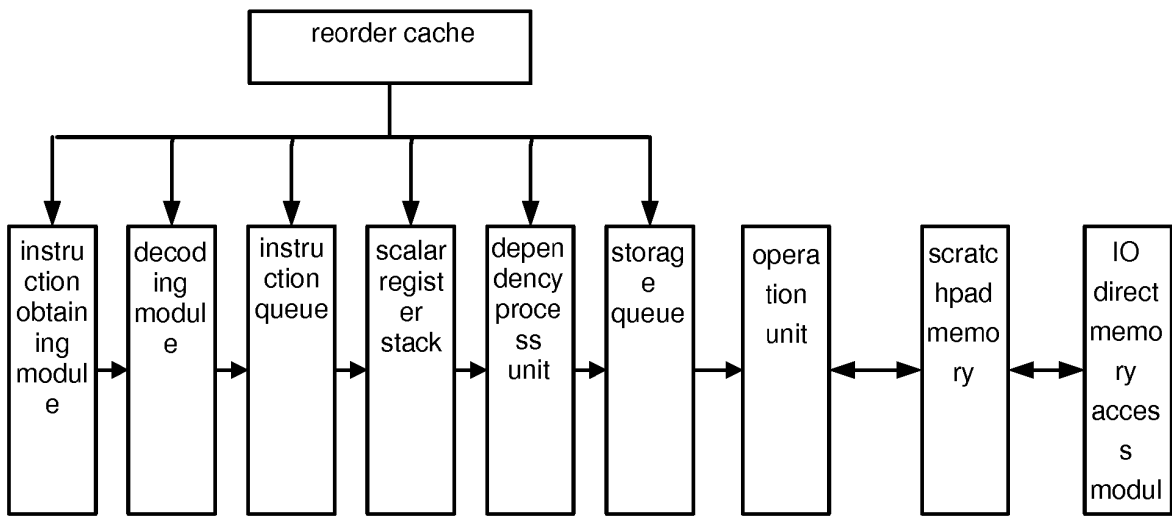 reorder cache
instru
ction
obtain
ing
modul
e
decod
ing
modul
e
instru
ction
queue
scalar
regist
er
stack
depen
dency
proce
ss
unit
storag
e
queue
opera
tion
unit
scratc
hpad
memo
ry
IO
direct
memo
ry
acces
s
modul